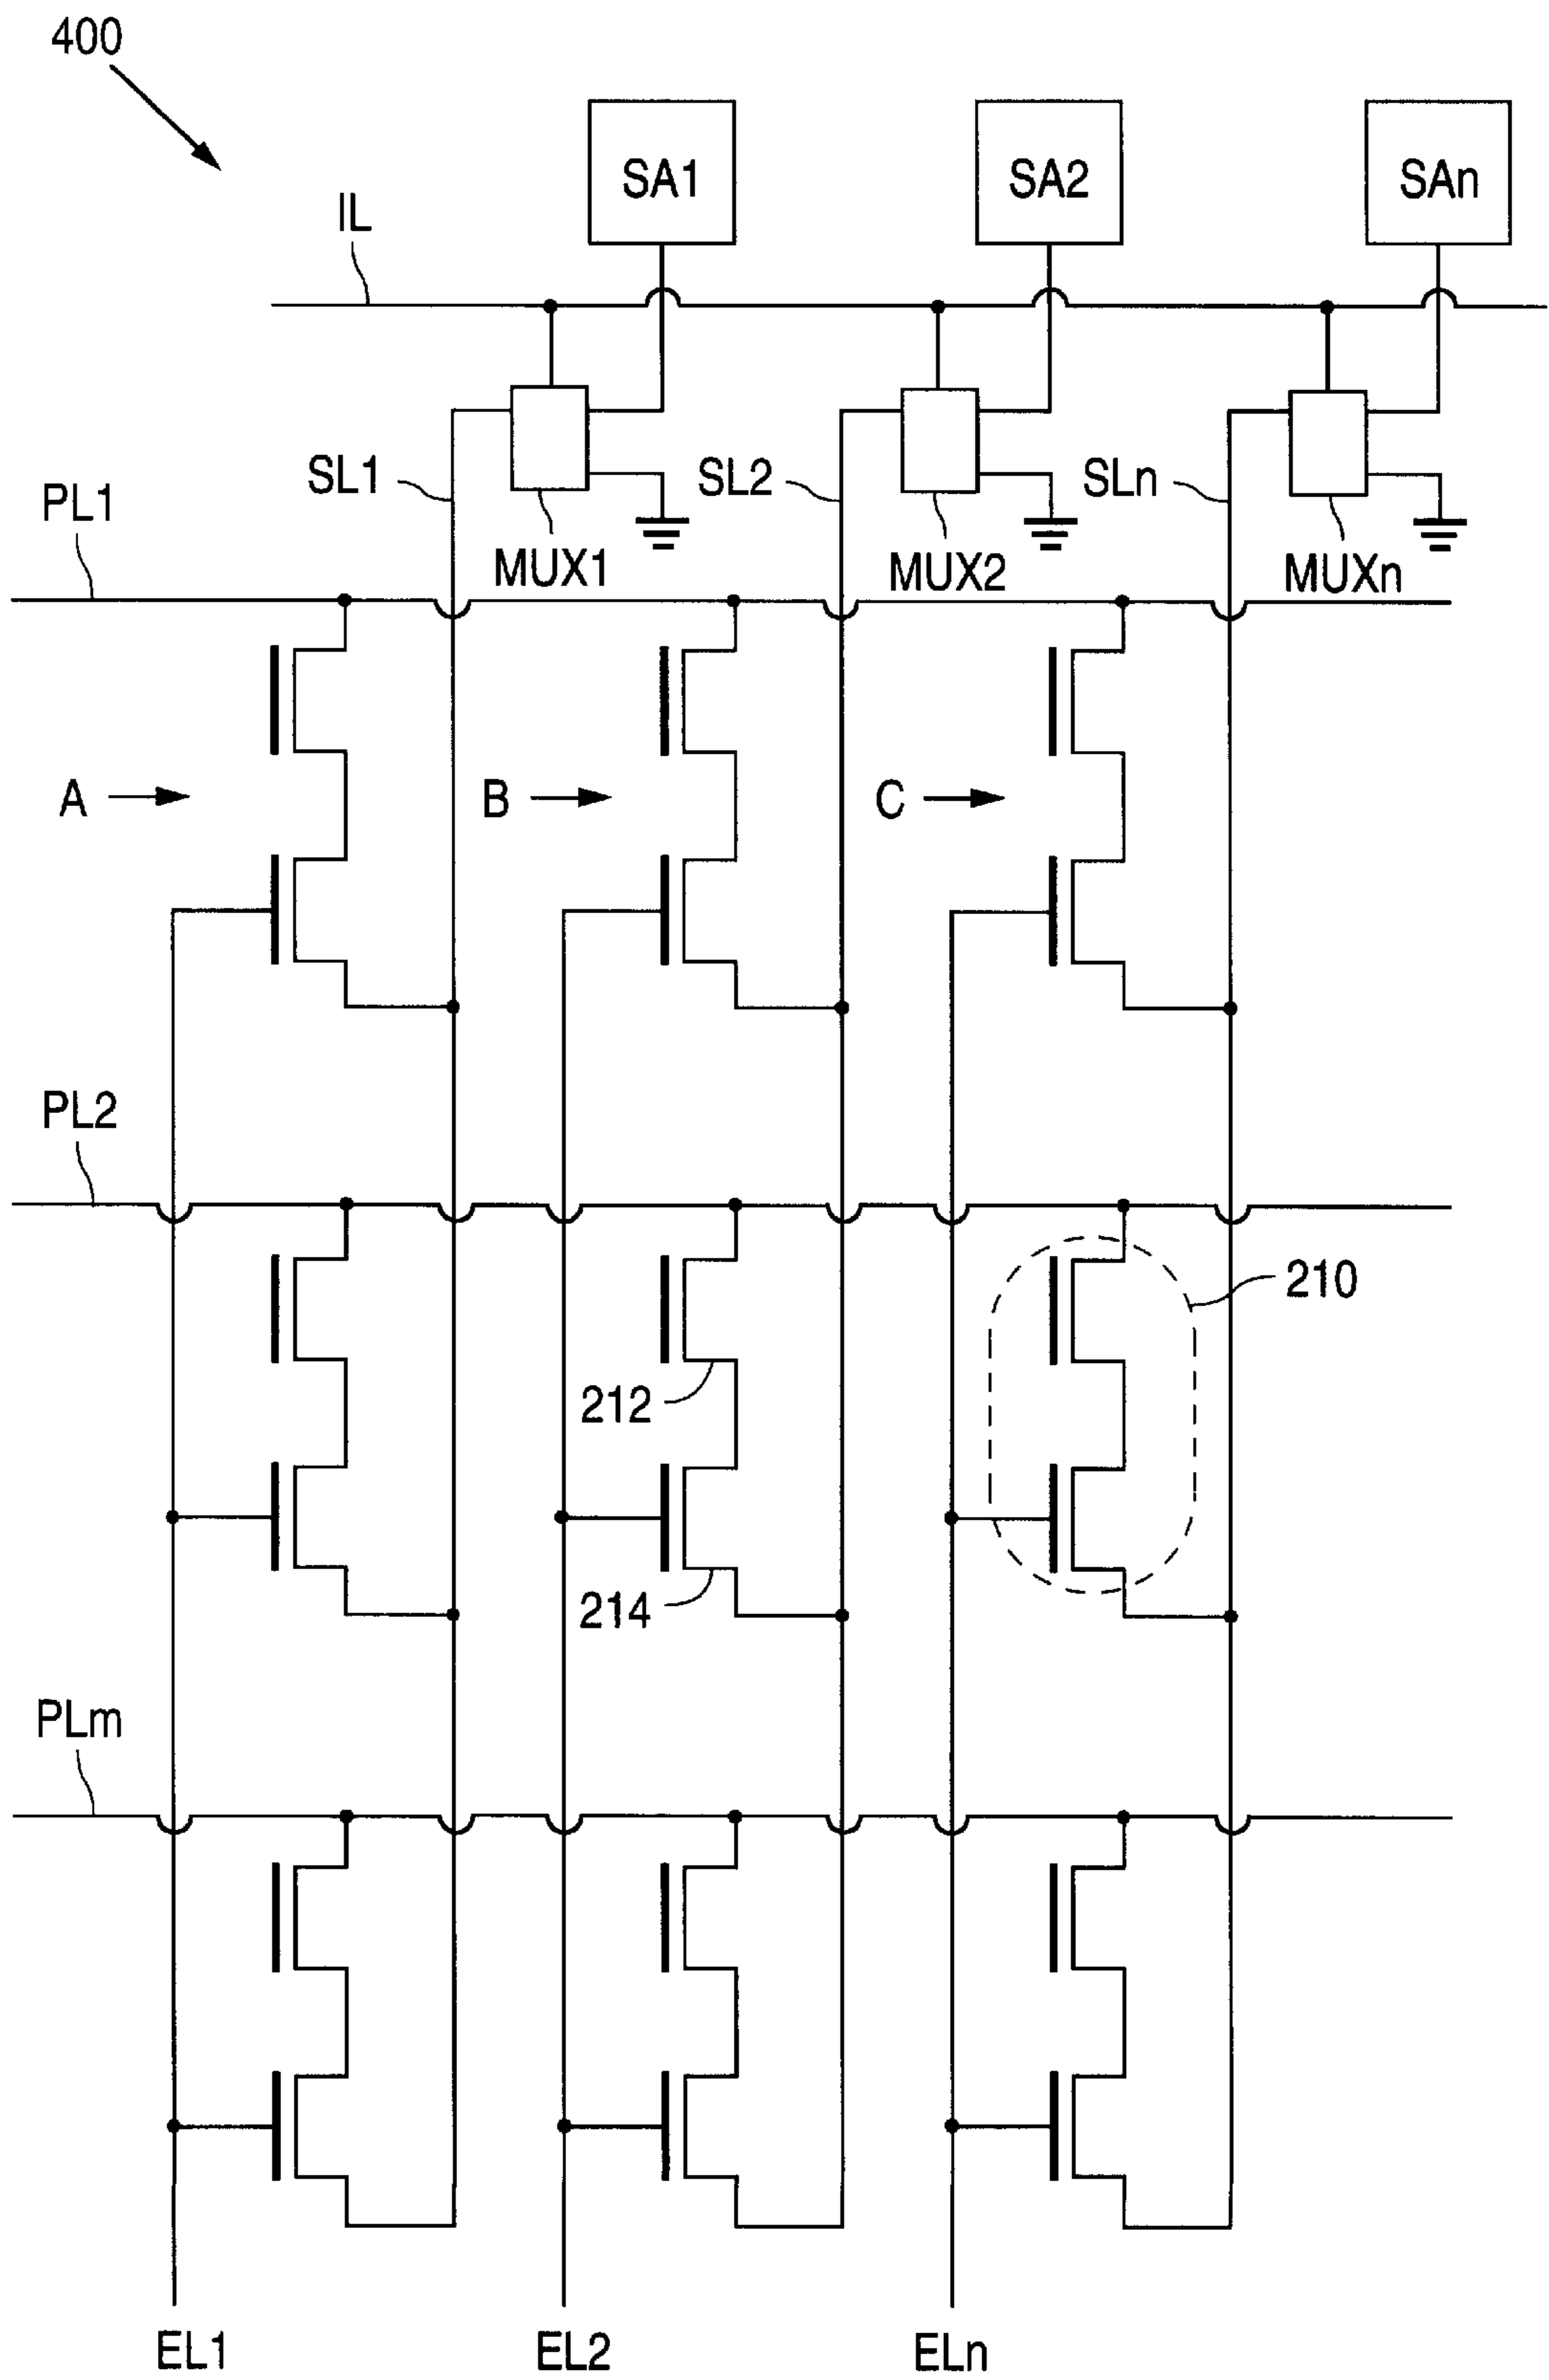 400
SA1
SA2
SAn
IL
SL1
SL2
SLn
PL1
MUX1
MUX2
MUXn
A
B
C
PL2
210
212
214
PLm
EL1
EL2
ELn